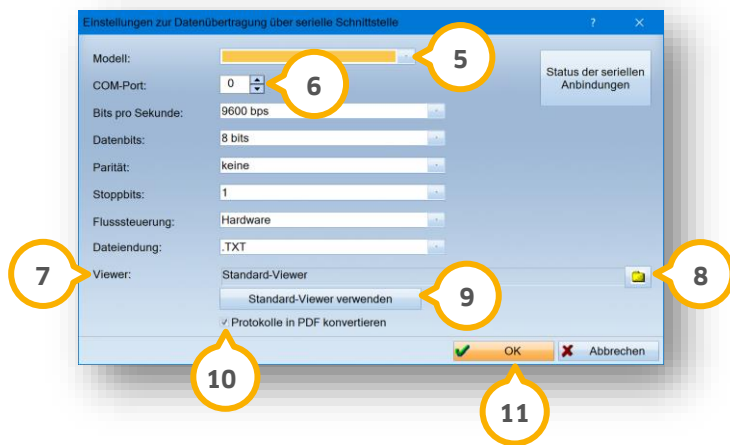 Einstellungen zur Datenübertragung über serielle Schnittstelle ? ✕
Modell: 5
Status der seriellen
Anbindungen
COM-Port: 0 6
Bits pro Sekunde: 9600 bps
Datenbits: 8 bits
Parität: keine
Stoppbits: 1
Flusssteuerung: Hardware
Dateiendung: .TXT
7 Viewer: Standard-Viewer 8
Standard-Viewer verwenden 9
Protokolle in PDF konvertieren
10
OK Abbrechen
11